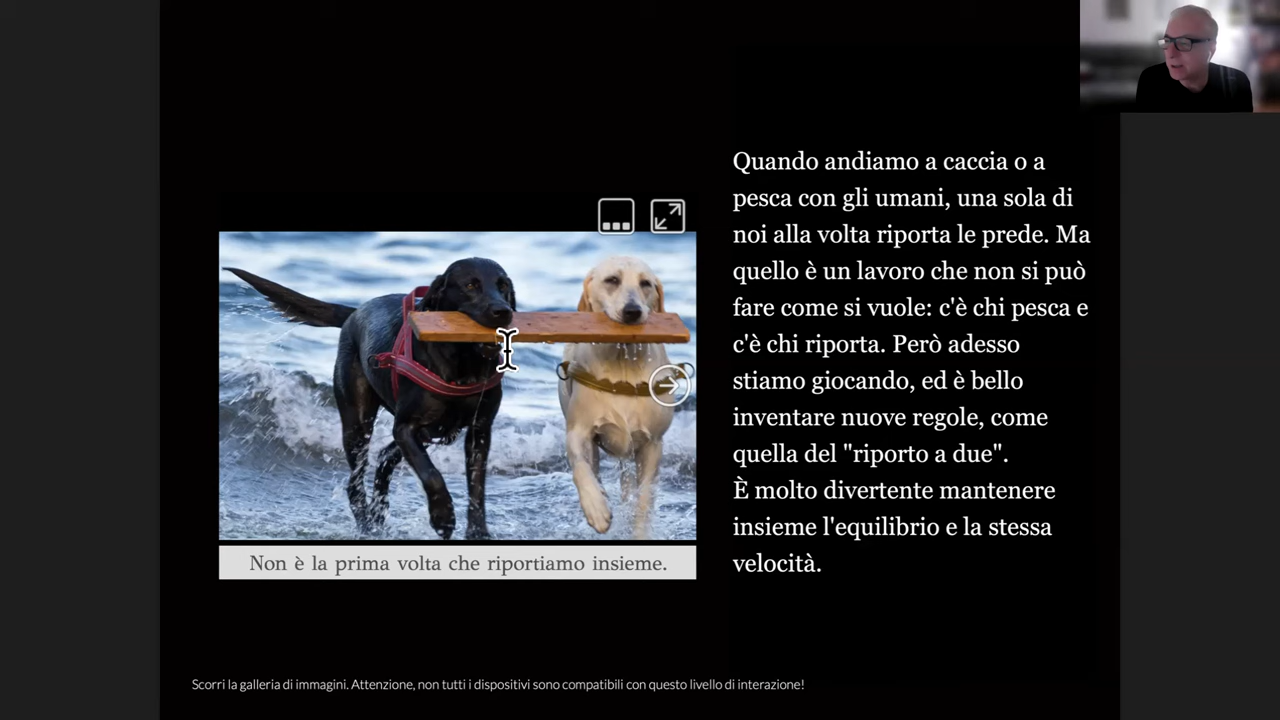 Quando andiamo a caccia o a
pesca con gli umani, una sola di
noi alla volta riporta le prede. Ma
quello è un lavoro che non si può
fare come si vuole: c'è chi pesca e
c'è chi riporta. Però adesso
stiamo giocando, ed è bello
inventare nuove regole, come
quella del "riporto a due".
È molto divertente mantenere
insieme l'equilibrio e la stessa
velocità.
Non è la prima volta che riportiamo insieme.
Scorri la galleria di immagini. Attenzione, non tutti i dispositivi sono compatibili con questo livello di interazione!